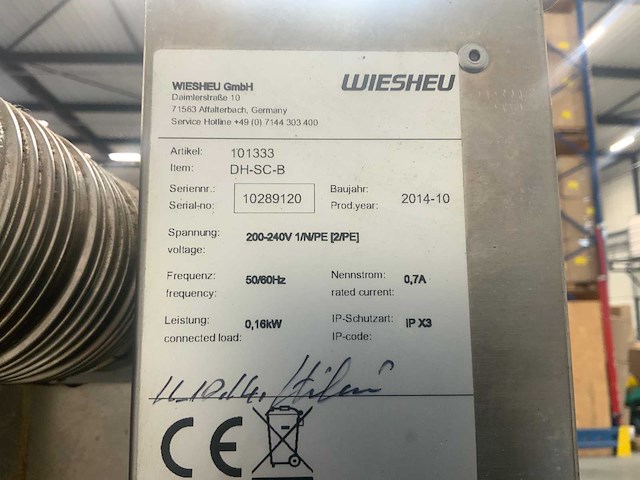 WIESHEU GmbH
Daimlerstraße 10
71563 Affalterbach, Germany
Service Hotline +49 (0) 7144 303 400
WIESHEU
Artikel: 101333
Item: DH-SC-B
Seriennr.:
Serial-no: 10289120
Baujahr:
Prod.year: 2014-10
Spannung:
voltage: 200-240V 1/N/PE [2/PE]
Frequenz:
frequency: 50/60Hz
Nennstrom:
rated current: 0,7A
Leistung:
connected load: 0,16kW
IP-Schutzart:
IP-code: IP X3
11.10.14,
CE